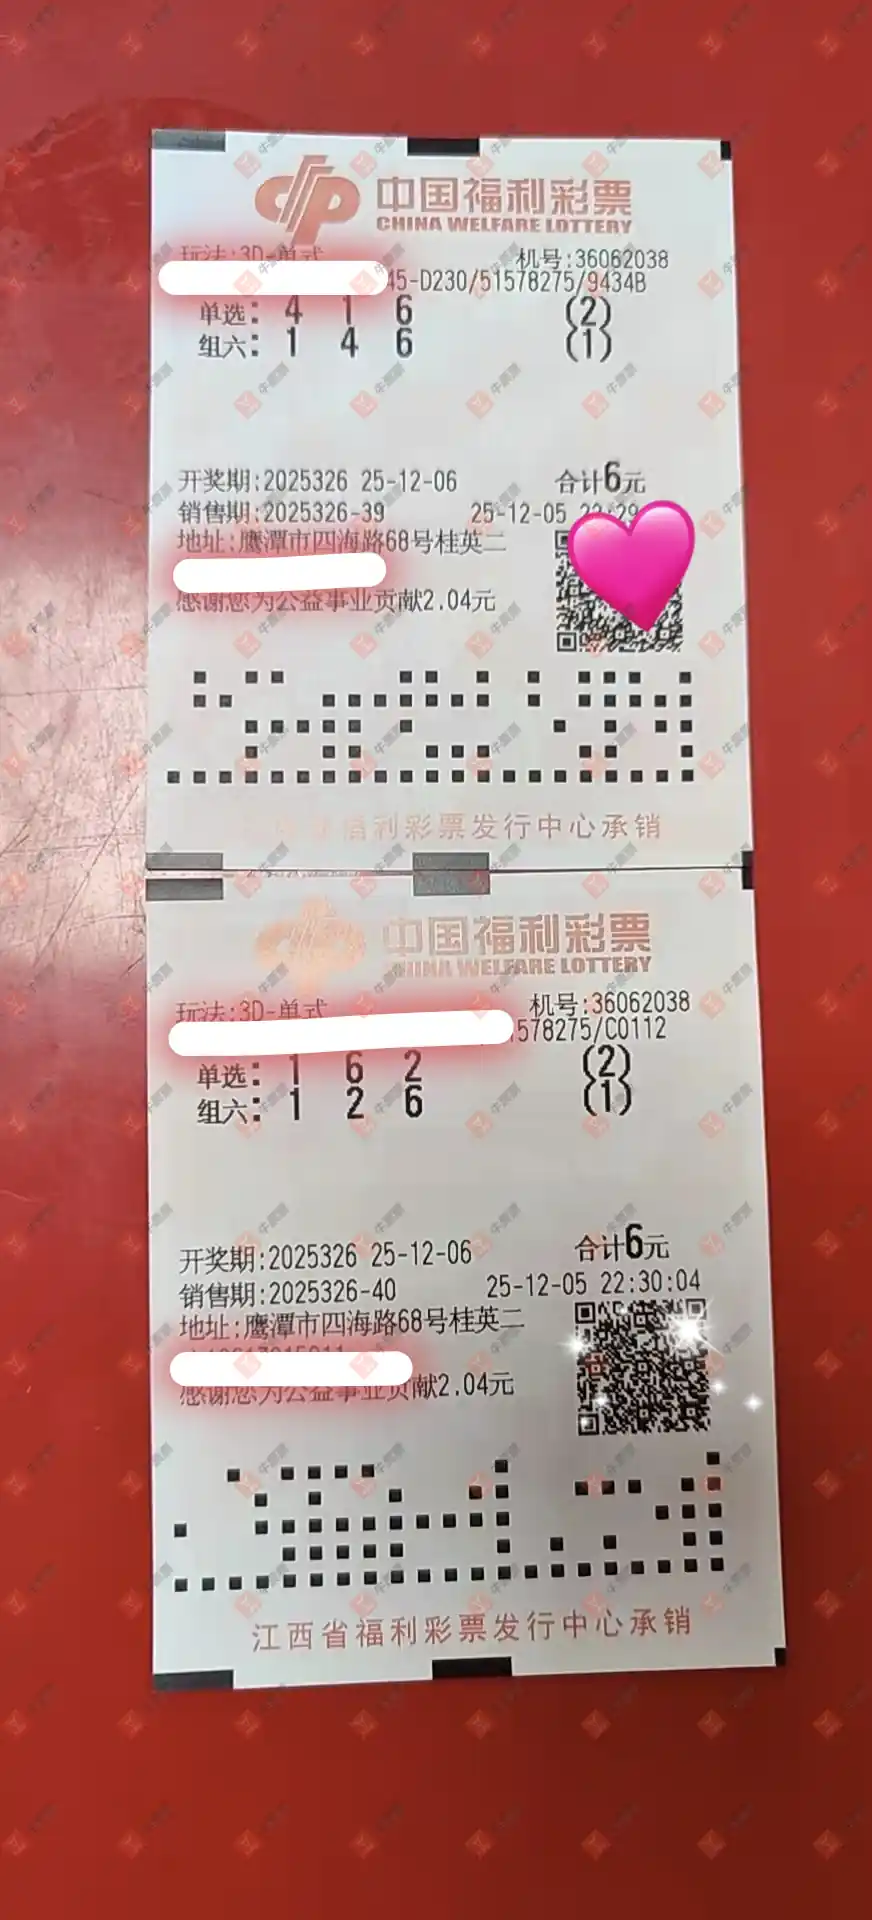 中国福利彩票
CHINA WELFARE LOTTERY
玩法:3D-单式 机号:36062038
45-D230/51578275/9434B
单选: 4 1 6 (2)
组六: 1 4 6 (1)
开奖期:2025326 25-12-06 合计6元
销售期:2025326-39 25-12-05 22:29
地址:鹰潭市四海路68号桂英二
感谢您为公益事业贡献2.04元
福利彩票发行中心承销
中国福利彩票
CHINA WELFARE LOTTERY
玩法:3D-单式 机号:36062038
578275/C0112
单选: 1 6 2 (2)
组六: 1 2 6 (1)
开奖期:2025326 25-12-06 合计6元
销售期:2025326-40 25-12-05 22:30:04
地址:鹰潭市四海路68号桂英二
感谢您为公益事业贡献2.04元
江西省福利彩票发行中心承销